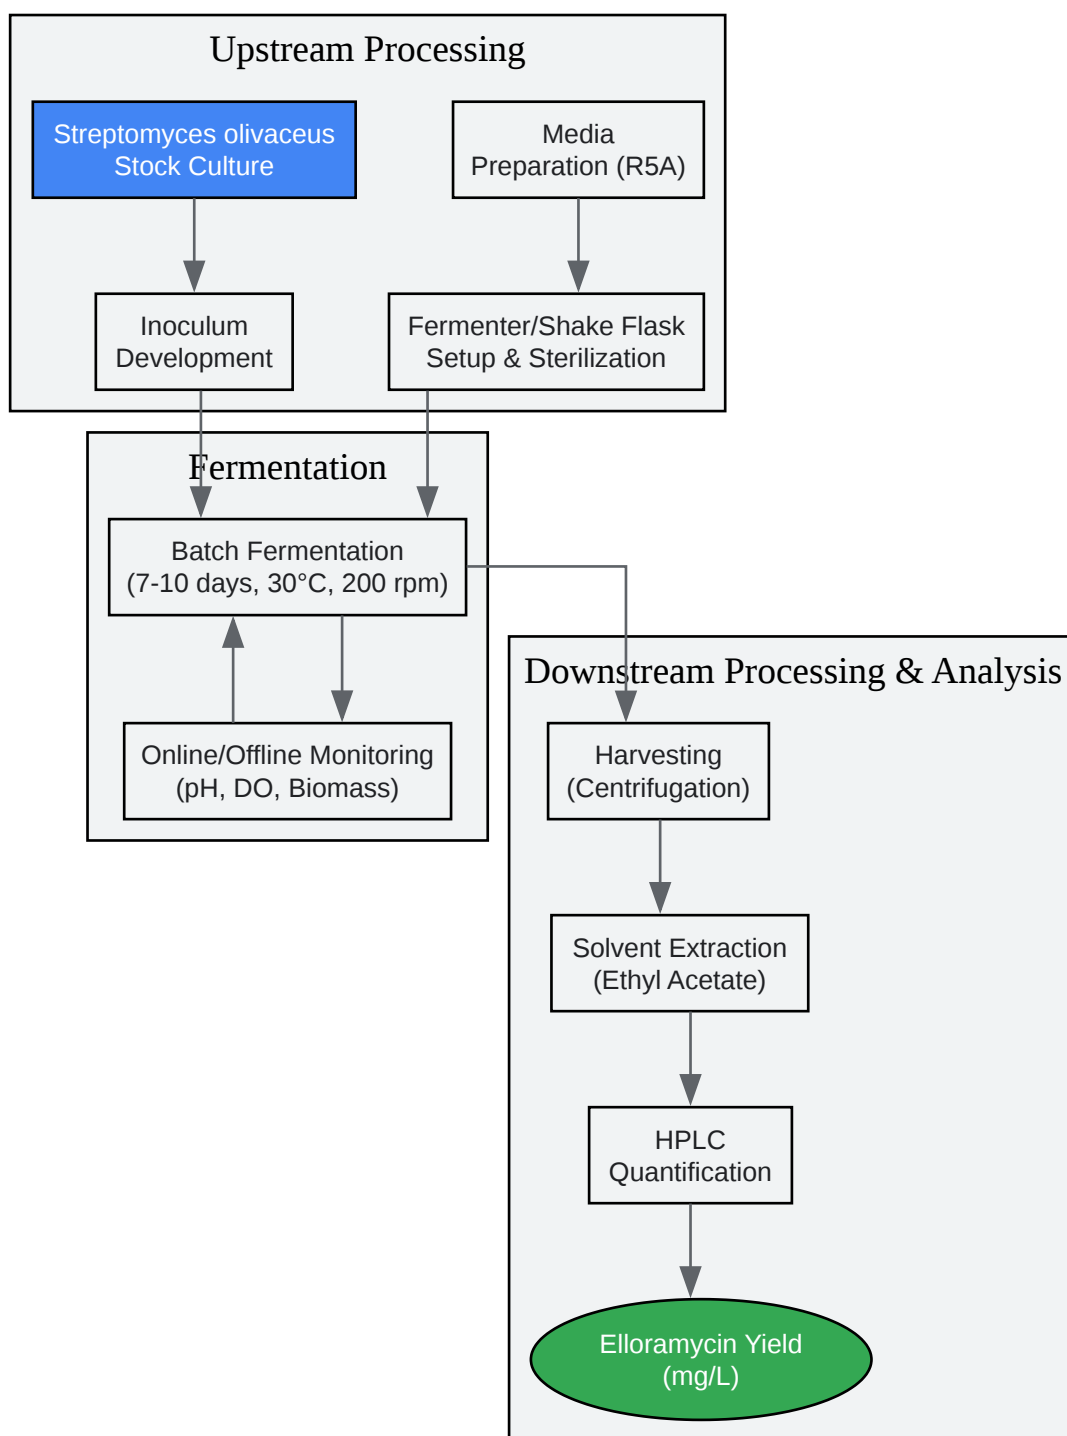 Upstream Processing
Streptomyces olivaceus
Stock Culture
Media
Preparation (R5A)
Inoculum
Development
Fermenter/Shake Flask
Setup & Sterilization
Fermentation
Batch Fermentation
(7-10 days, 30°C, 200 rpm)
Online/Offline Monitoring
(pH, DO, Biomass)
Downstream Processing & Analysis
Harvesting
(Centrifugation)
Solvent Extraction
(Ethyl Acetate)
HPLC
Quantification
Elloramycin Yield
(mg/L)